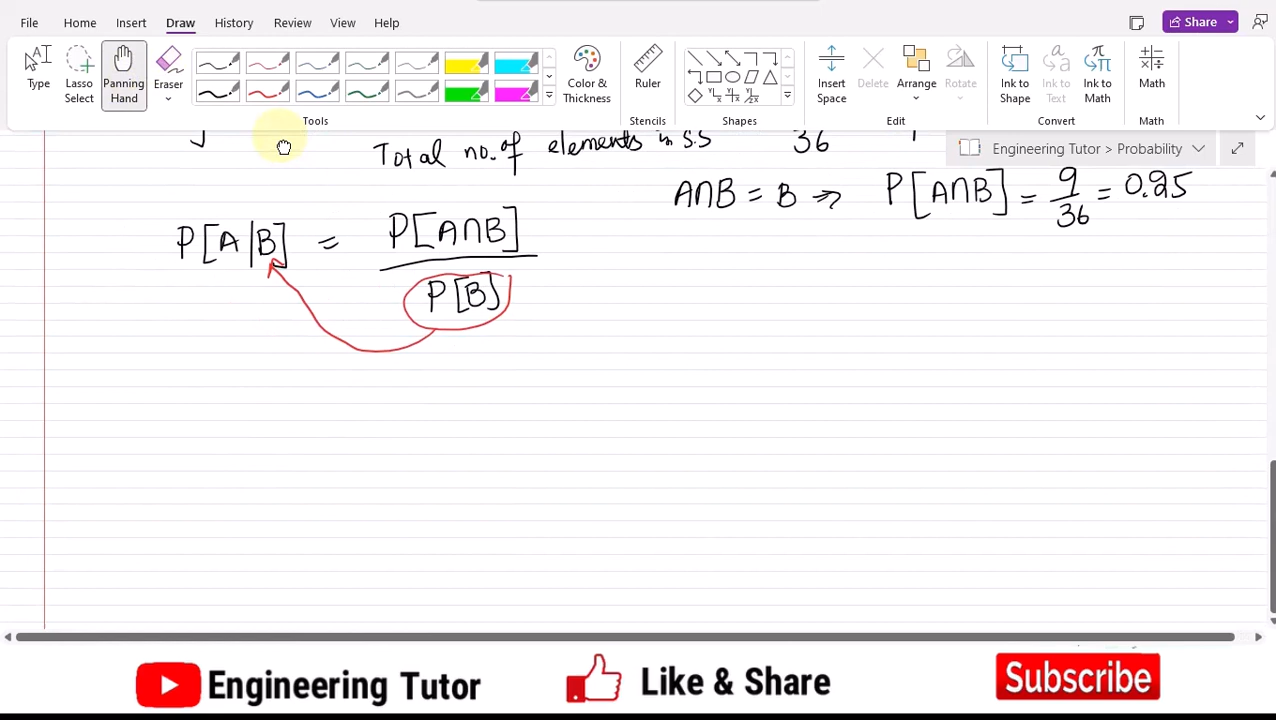 File Home Insert Draw History Review View Help Share
Type Lasso Select Panning Hand Eraser Color & Thickness Ruler Insert Space Delete Arrange Rotate Ink to Shape Ink to Text Ink to Math Math
Tools Stencils Shapes Edit Convert Math
Engineering Tutor > Probability
Total no. of elements in S.S 36
A∩B = B ⇒ P[A∩B] = 9/36 = 0.25
P[A|B] = P[A∩B] / P[B]
Engineering Tutor Like & Share Subscribe